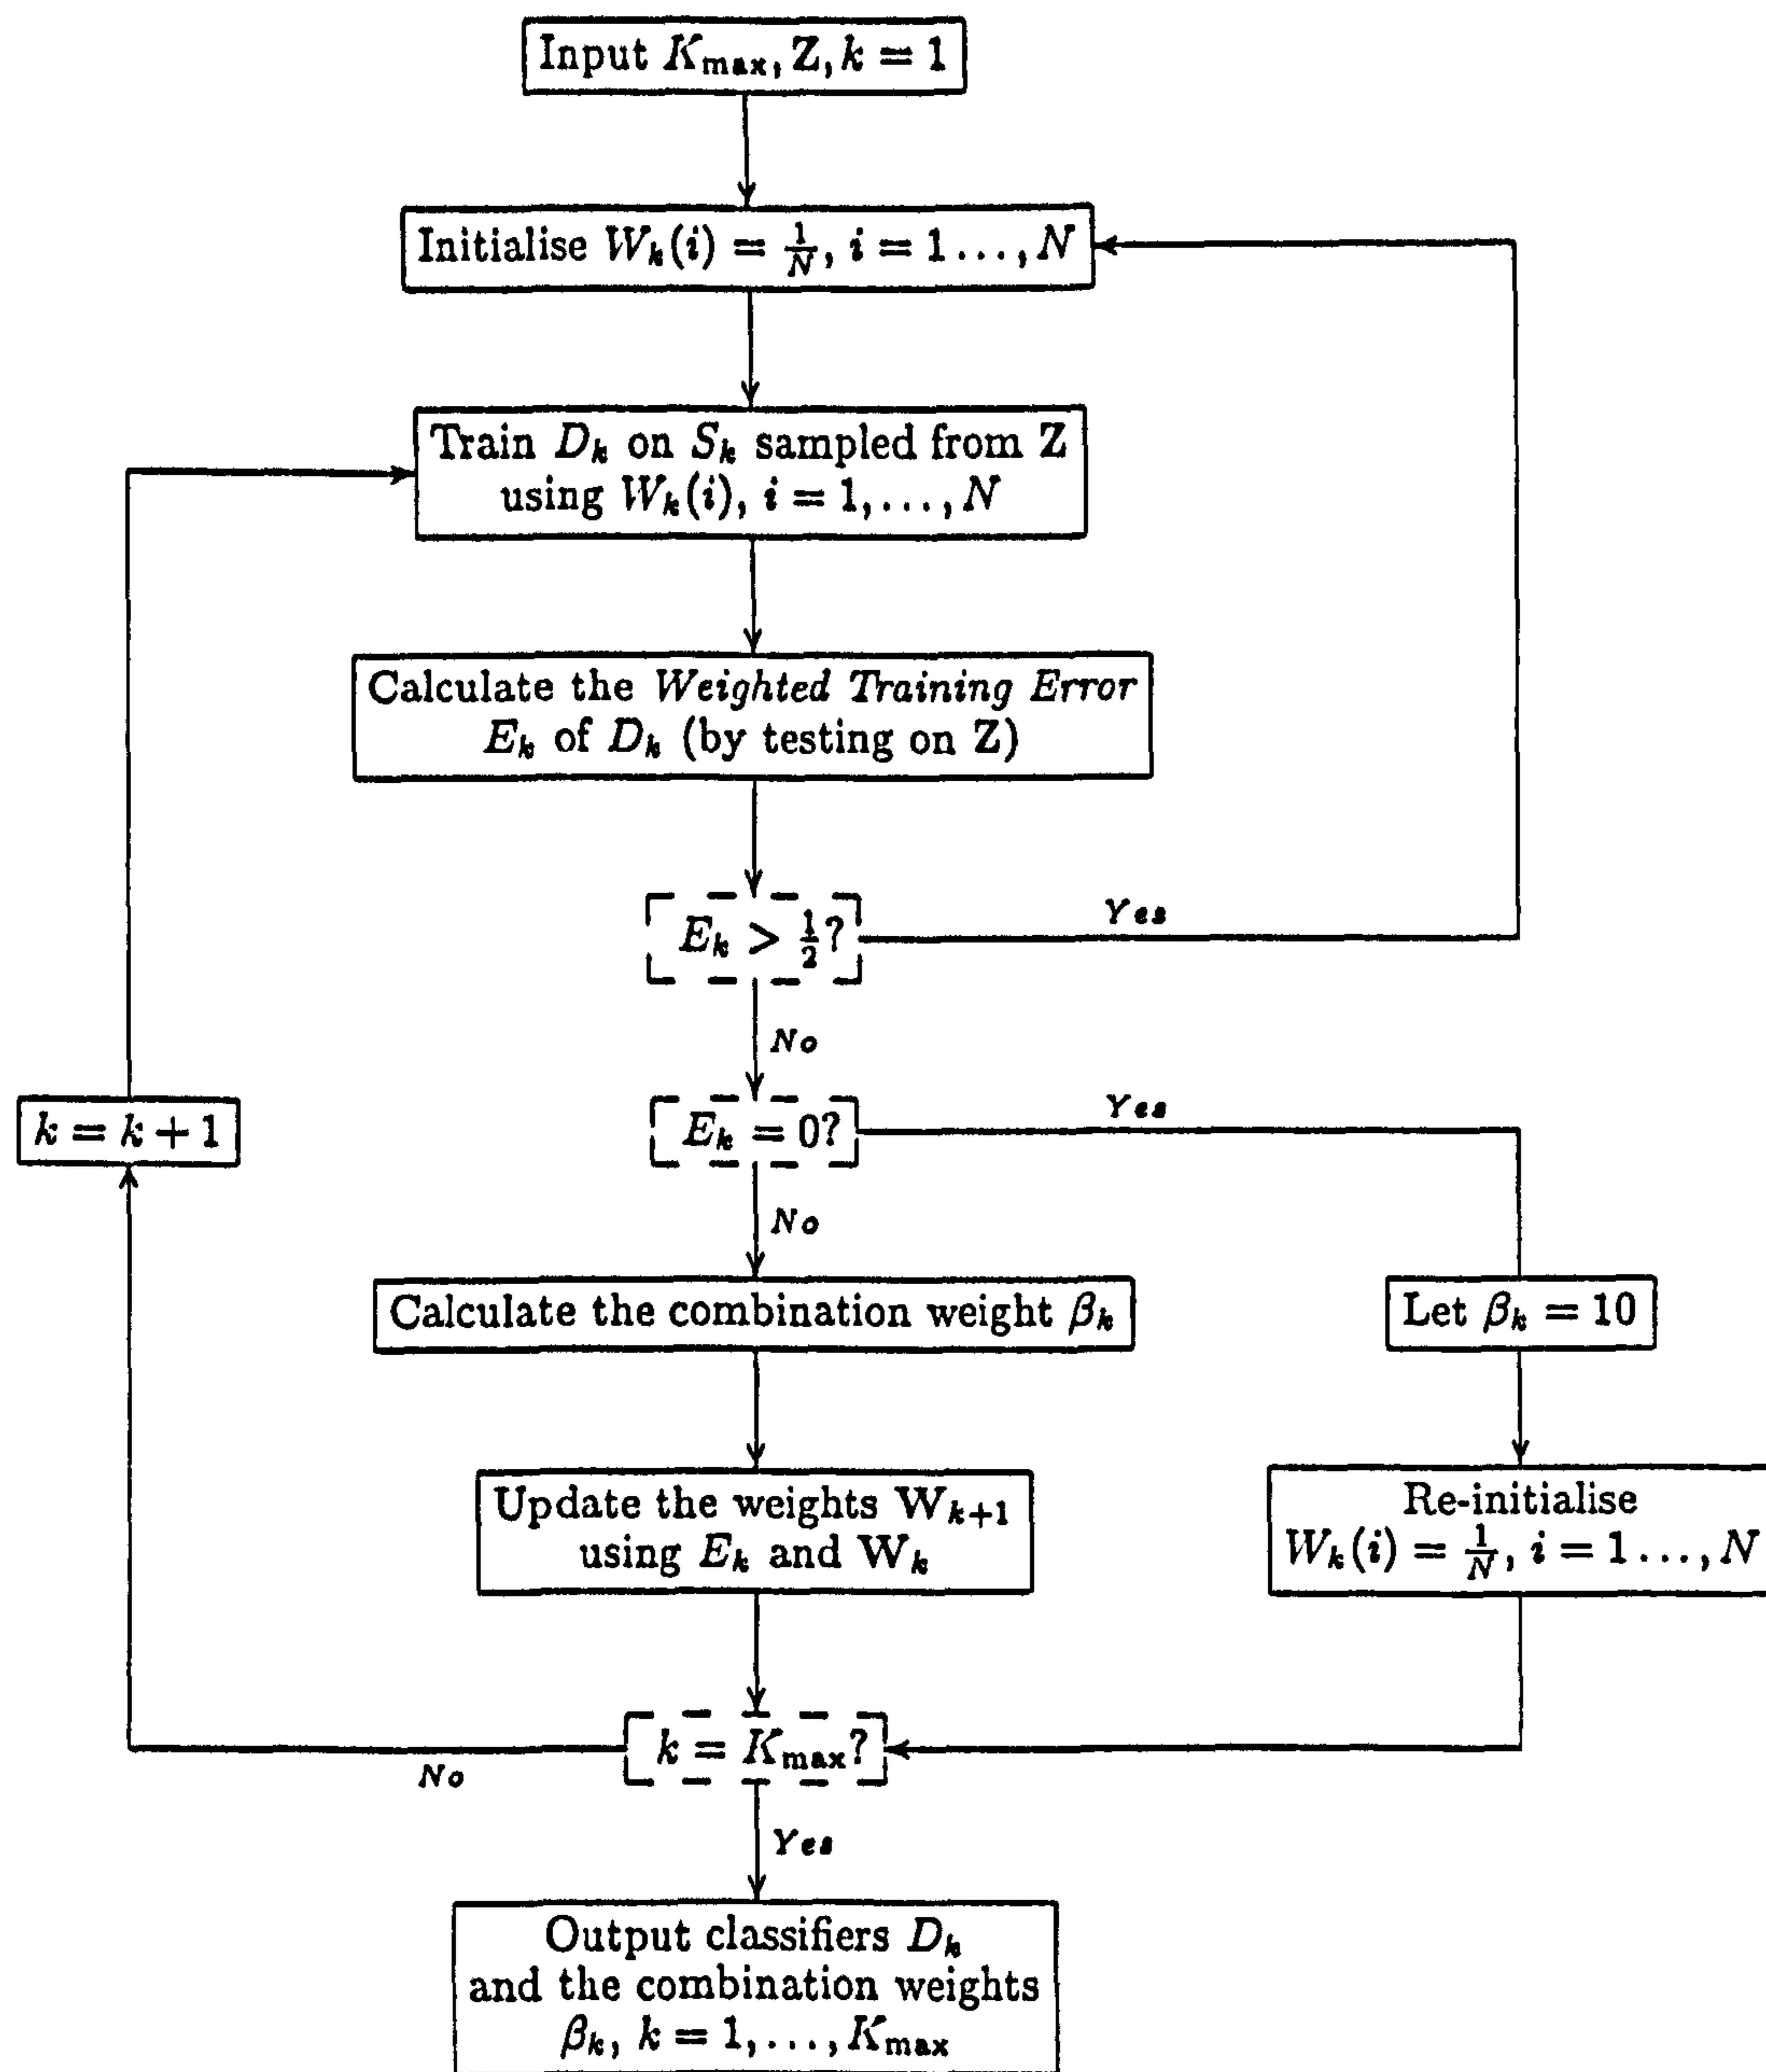 Input K_max, Z, k = 1
Initialise W_k(i) = 1/N, i = 1 ..., N
Train D_k on S_k sampled from Z
using W_k(i), i = 1, ..., N
Calculate the Weighted Training Error
E_k of D_k (by testing on Z)
E_k > 1/2?
Yes
No
E_k = 0?
Yes
k = k + 1
No
Calculate the combination weight β_k
Let β_k = 10
Update the weights W_{k+1}
using E_k and W_k
Re-initialise
W_k(i) = 1/N, i = 1 ..., N
k = K_max?
No
Yes
Output classifiers D_k
and the combination weights
β_k, k = 1, ..., K_max